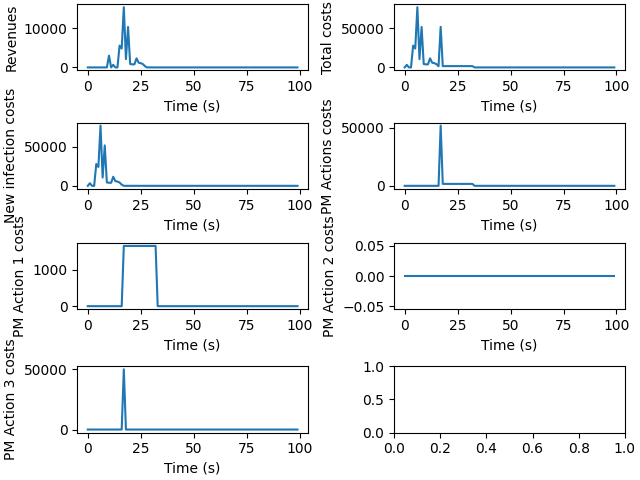 Revenues
10000
0
0 25 50 75 100
Time (s)
Total costs
50000
0
0 25 50 75 100
Time (s)
New infection costs
50000
0
0 25 50 75 100
Time (s)
PM Actions costs
50000
0
0 25 50 75 100
Time (s)
PM Action 1 costs
1000
0
0 25 50 75 100
Time (s)
PM Action 2 costs
0.05
0.00
−0.05
0 25 50 75 100
Time (s)
PM Action 3 costs
50000
0
0 25 50 75 100
Time (s)
1.0
0.5
0.0
0.0 0.2 0.4 0.6 0.8 1.0